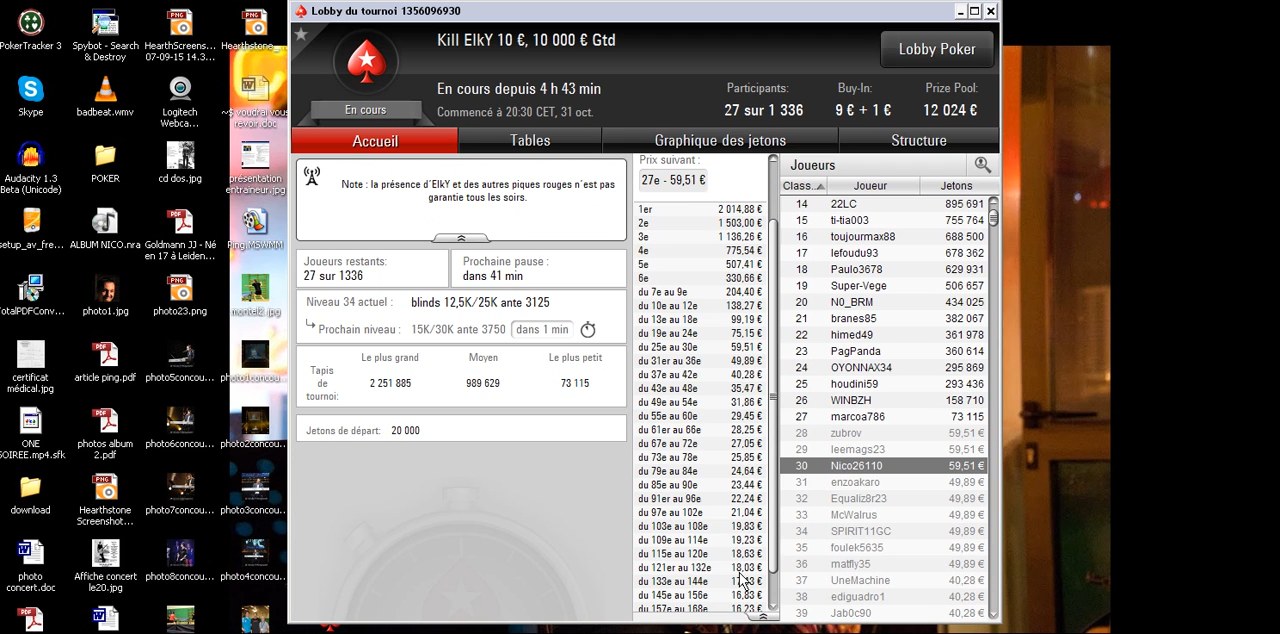 PokerTracker 3
Spybot - Search & Destroy
HearthScreens... 07-09-15 14.3...
Hearthstone_
Skype
badbeat.wmv
Logitech Webca...
revoir.doc
Audacity 1.3 Beta (Unicode)
POKER
cd dos.jpg
présentation entraineur.jpg
setup_av_fre...
ALBUM NICO.nra
Goldmann JJ - Né en 17 à Leiden...
Ping.MSWMM
TotalPDFConv...
photo1.jpg
photo23.png
montel2.jpg
certificat médical.jpg
article ping.pdf
photo5concou...
photo1concou...
ONE SOIREE.mp4.sfk
photos album 2.pdf
photo6concou...
photo2concou...
download
Hearthstone Screenshot...
photo7concou...
photo3concou...
photo concert.doc
Affiche concert le20.jpg
photo8concou...
photo4concou...
Lobby du tournoi 1356096930
Kill ElkY 10 €, 10 000 € Gtd
Lobby Poker
En cours
En cours depuis 4 h 43 min
Commencé à 20:30 CET, 31 oct.
Participants: Buy-In: Prize Pool:
27 sur 1 336 9 € + 1 € 12 024 €
Accueil Tables Graphique des jetons Structure
Note : la présence d´ElkY et des autres piques rouges n´est pas
garantie tous les soirs.
Joueurs restants: Prochaine pause :
27 sur 1336 dans 41 min
Niveau 34 actuel : blinds 12,5K/25K ante 3125
Prochain niveau : 15K/30K ante 3750 dans 1 min
Le plus grand Moyen Le plus petit
Tapis de tournoi: 2 251 885 989 629 73 115
Jetons de départ: 20 000
Prix suivant :
27e - 59,51 €
1er 2 014,88 €
2e 1 503,00 €
3e 1 136,26 €
4e 775,54 €
5e 507,41 €
6e 330,66 €
du 7e au 9e 204,40 €
du 10e au 12e 138,27 €
du 13e au 18e 99,19 €
du 19e au 24e 75,15 €
du 25e au 30e 59,51 €
du 31er au 36e 49,89 €
du 37e au 42e 40,28 €
du 43e au 48e 35,47 €
du 49e au 54e 31,86 €
du 55e au 60e 29,45 €
du 61er au 66e 28,25 €
du 67e au 72e 27,05 €
du 73e au 78e 25,85 €
du 79e au 84e 24,64 €
du 85e au 90e 23,44 €
du 91er au 96e 22,24 €
du 97e au 102e 21,04 €
du 103e au 108e 19,83 €
du 109e au 114e 19,23 €
du 115e au 120e 18,63 €
du 121er au 132e 18,03 €
du 133e au 144e
du 145e au 156e 16,83 €
du 157e au 168e 16,23 €
Joueurs
Class... Joueur Jetons
14 22LC 895 691
15 ti-tia003 755 764
16 toujourmax88 688 500
17 lefoudu93 678 362
18 Paulo3678 629 931
19 Super-Vege 506 657
20 N0_BRM 434 025
21 branes85 382 067
22 himed49 361 978
23 PagPanda 360 614
24 OYONNAX34 295 869
25 houdini59 293 436
26 WINBZH 158 710
27 marcoa786 73 115
28 zubrov 59,51 €
29 leemags23 59,51 €
30 Nico26110 59,51 €
31 enzoakaro 49,89 €
32 Equaliz8r23 49,89 €
33 McWalrus 49,89 €
34 SPIRIT11GC 49,89 €
35 foulek5635 49,89 €
36 matfly35 49,89 €
37 UneMachine 40,28 €
38 ediguadro1 40,28 €
39 Jab0c90 40,28 €